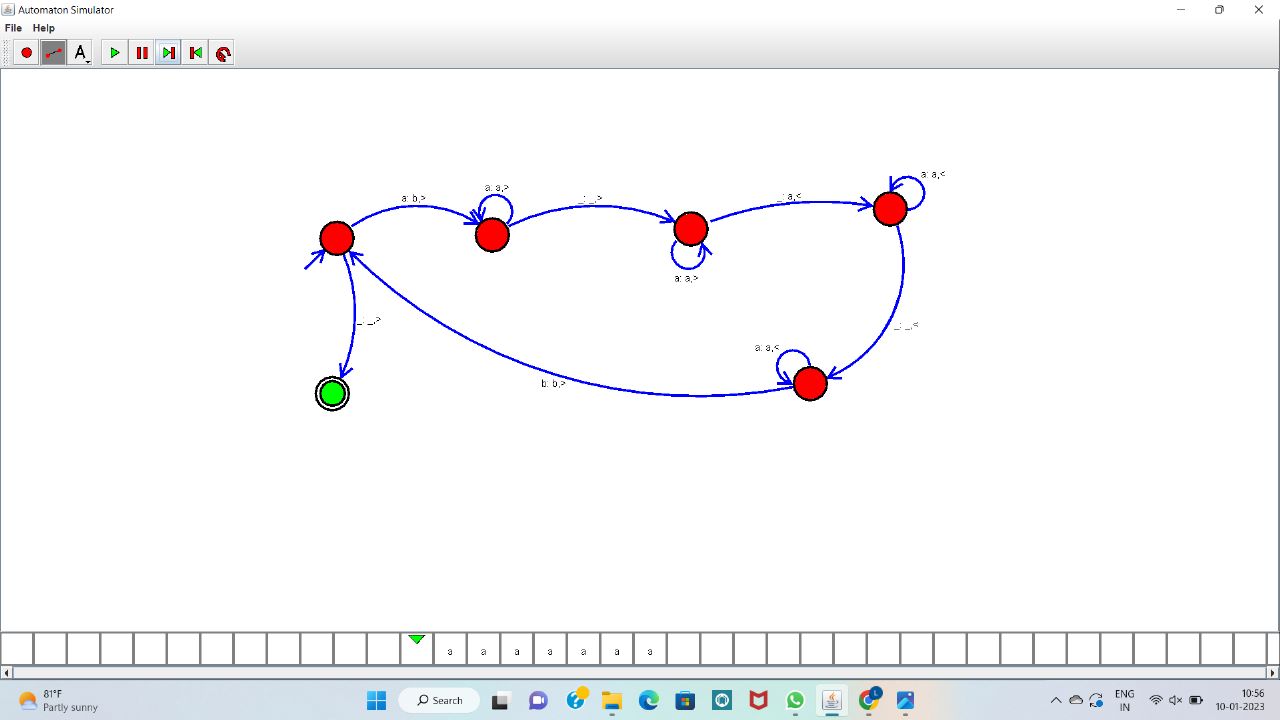 Automaton Simulator
File Help
A
a: a,<
a: a,>
a: b,>
_: _,>
_: a,<
a: a,>
_: _,>
_: _,<
a: a,<
b: b,>
a a a a a a a
81°F
Partly sunny
Search
ENG
IN
10:56
10-01-2023